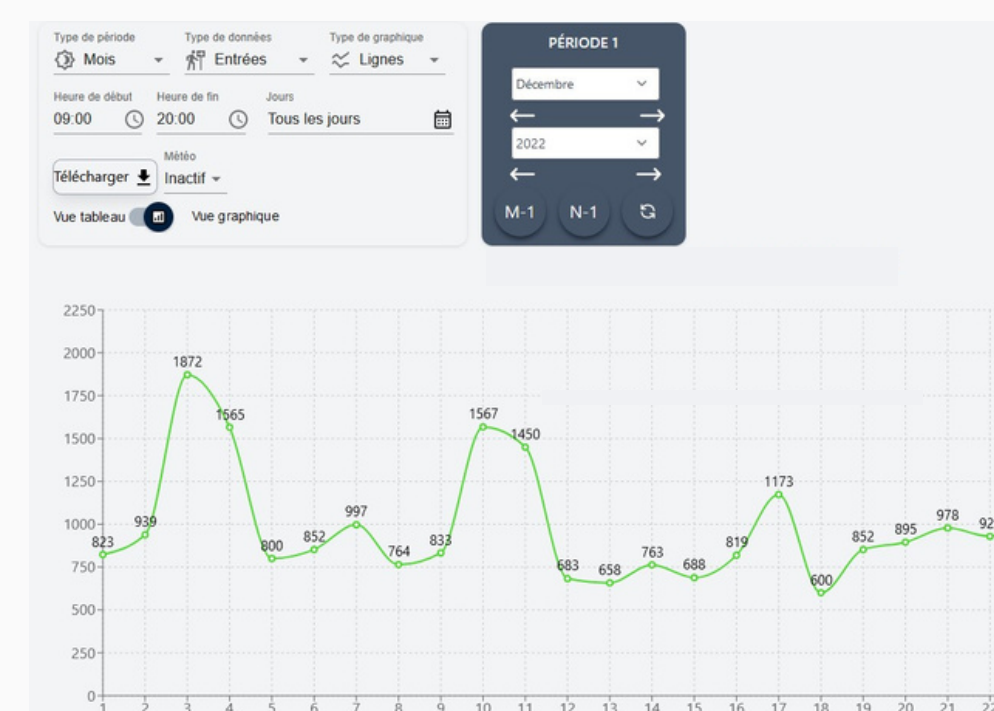 Type de période Type de données Type de graphique
Mois Entrées Lignes
Heure de début Heure de fin Jours
09:00 20:00 Tous les jours
Météo
Télécharger Inactif
Vue tableau Vue graphique
PÉRIODE 1
Décembre
2022
M-1 N-1
2250
2000
1750
1500
1250
1000
750
500
250
0
823 939 1872 1565 800 852 997 764 833 1567 1450 683 658 763 688 819 1173 600 852 895 978
1 2 3 4 5 6 7 8 9 10 11 12 13 14 15 16 17 18 19 20 21 22